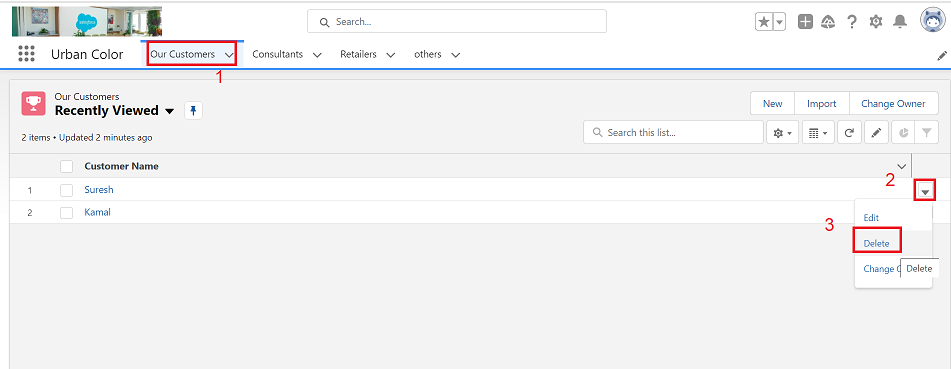 salesforce
Search...
Urban Color
Our Customers
Consultants
Retailers
others
1
Our Customers
Recently Viewed
New
Import
Change Owner
2 items • Updated 2 minutes ago
Search this list...
Customer Name
1
Suresh
2
2
Kamal
Edit
3
Delete
Change O
Delete